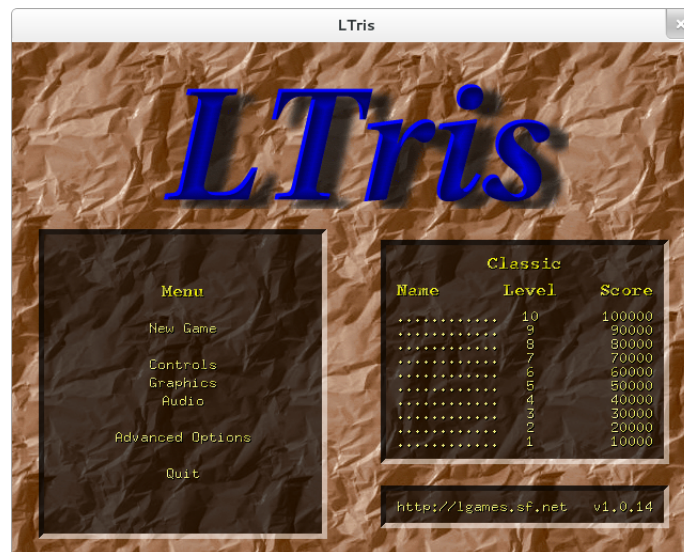 LTris
LTris
Menu
New Game
Controls
Graphics
Audio
Advanced Options
Quit
Classic
Name Level Score
............ 10 100000
............ 9 90000
............ 8 80000
............ 7 70000
............ 6 60000
............ 5 50000
............ 4 40000
............ 3 30000
............ 2 20000
............ 1 10000
http://lgames.sf.net v1.0.14